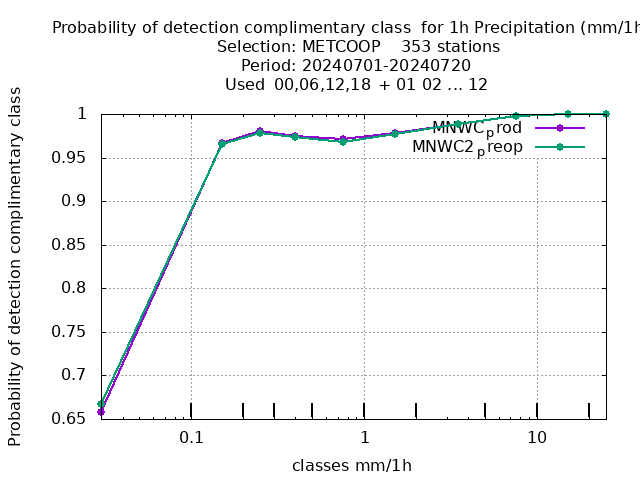 Probability of detection complimentary class for 1h Precipitation (mm/1h
Selection: METCOOP 353 stations
Period: 20240701-20240720
Used 00,06,12,18 + 01 02 ... 12
Probability of detection complimentary class
1
0.95
0.9
0.85
0.8
0.75
0.7
0.65
MNWCprod
MNWC2preop
0.1 1 10
classes mm/1h